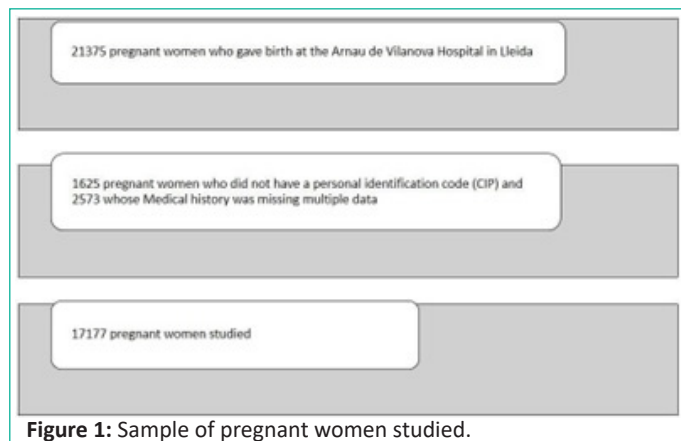 21375 pregnant women who gave birth at the Arnau de Vilanova Hospital in Lleida
1625 pregnant women who did not have a personal identification code (CIP) and
2573 whose Medical history was missing multiple data
17177 pregnant women studied
Figure 1: Sample of pregnant women studied.